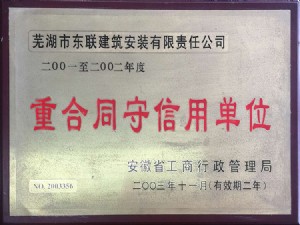 芜湖市东联建筑安装有限责任公司
二00一至二00二年度
重合同守信用单位
安徽省工商行政管理局
二00三年十一月(有效期二年)
NO. 2003356